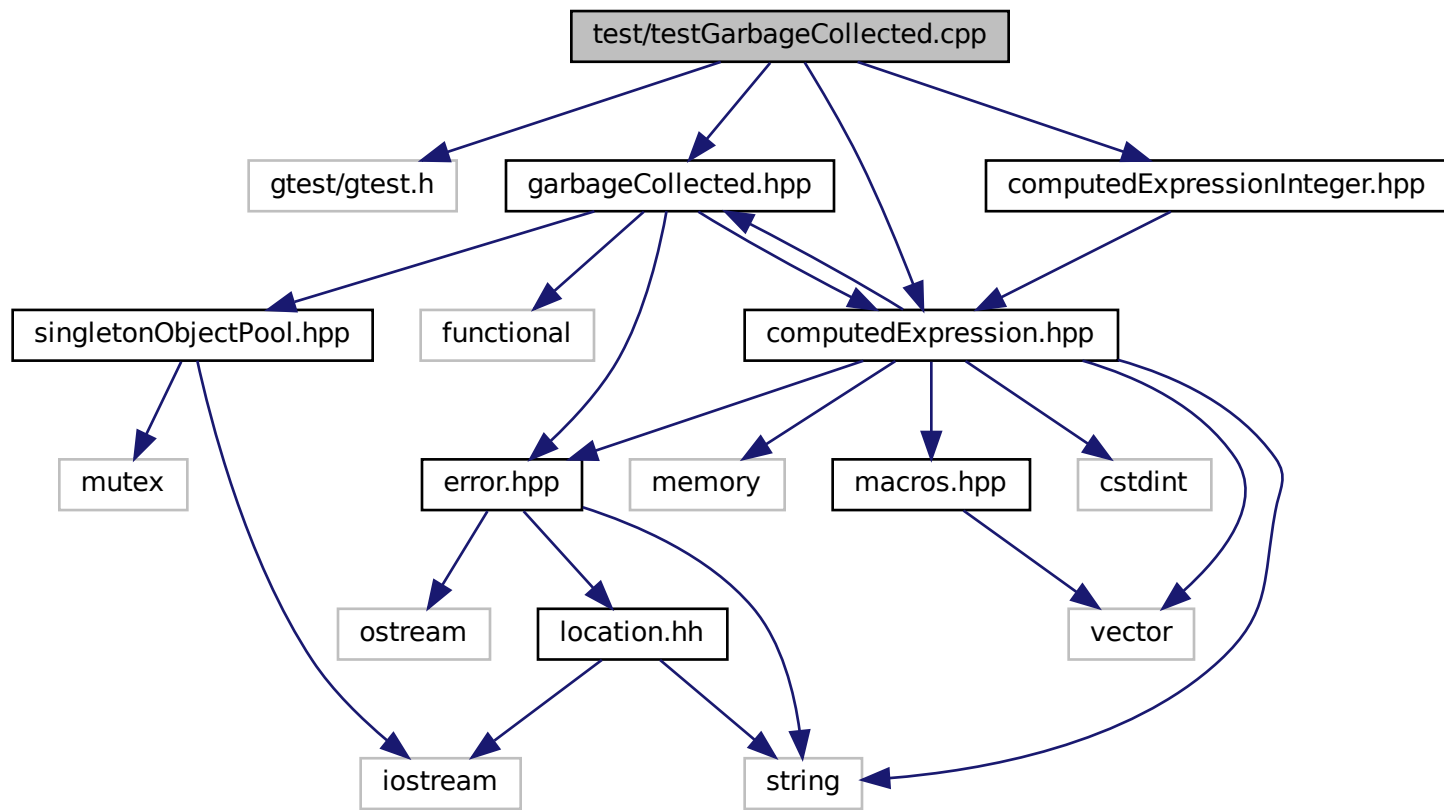 test/testGarbageCollected.cpp
gtest/gtest.h
garbageCollected.hpp
computedExpressionInteger.hpp
singletonObjectPool.hpp
functional
computedExpression.hpp
mutex
error.hpp
memory
macros.hpp
cstdint
ostream
location.hh
vector
iostream
string